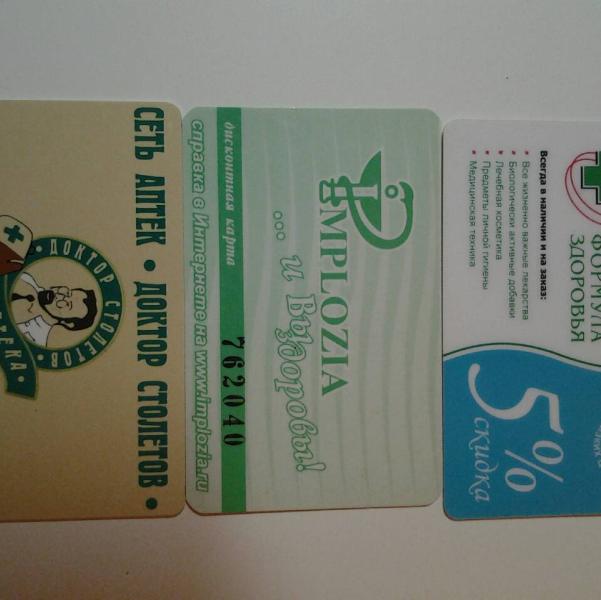 СЕТЬ АПТЕК • ДОКТОР СТОЛЕТОВ •
• ДОКТОР СТОЛЕТОВ •
АПТЕКА
IMPLOZIA
... и Вы здоровы!
762040
дисконтная карта
справка в Интернете на www.implozia.ru
ФОРМУЛА
ЗДОРОВЬЯ
Всегда в наличии и на заказ:
• Все жизненно важные лекарства
• Биологически активные добавки
• Лечебная косметика
• Предметы личной гигиены
• Медицинская техника
5%
скидка